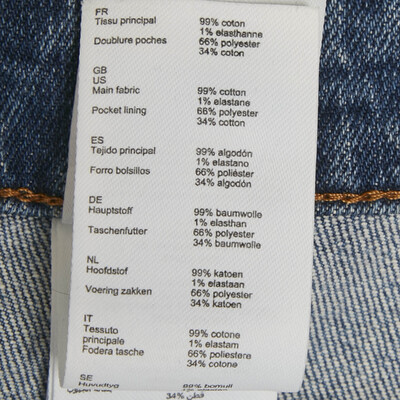 FR
Tissu principal 99% coton
1% elasthanne
Doublure poches 66% polyester
34% coton
GB
US
Main fabric 99% cotton
1% elastane
Pocket lining 66% polyester
34% cotton
ES
Tejido principal 99% algodón
1% elastano
Forro bolsillos 66% poliéster
34% algodón
DE
Hauptstoff 99% baumwolle
1% elasthan
Taschenfutter 66% polyester
34% baumwolle
NL
Hoofdstof 99% katoen
1% elastaan
Voering zakken 66% polyester
34% katoen
IT
Tessuto 99% cotone
principale 1% elastam
Fodera tasche 66% poliestere
34% cotone
SE
Huvudtyg bomull
34% قطن